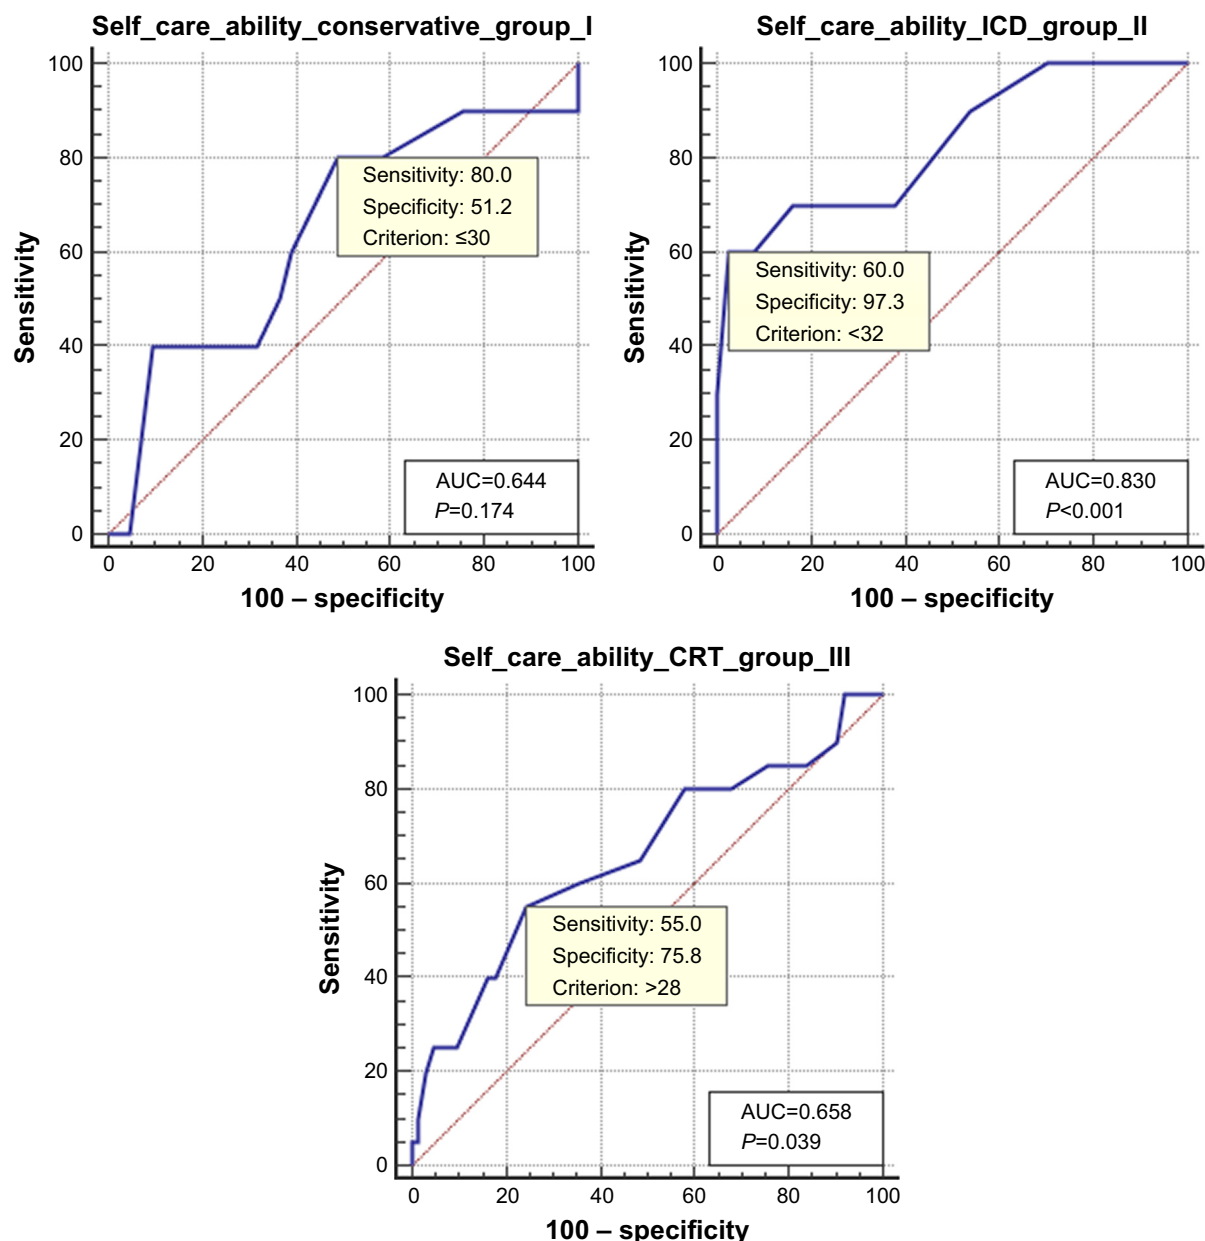 Self_care_ability_conservative_group_I
100
80
60
40
20
0
Sensitivity
Sensitivity: 80.0
Specificity: 51.2
Criterion: ≤30
AUC=0.644
P=0.174
0 20 40 60 80 100
100 – specificity
Self_care_ability_ICD_group_II
100
80
60
40
20
0
Sensitivity
Sensitivity: 60.0
Specificity: 97.3
Criterion: <32
AUC=0.830
P<0.001
0 20 40 60 80 100
100 – specificity
Self_care_ability_CRT_group_III
100
80
60
40
20
0
Sensitivity
Sensitivity: 55.0
Specificity: 75.8
Criterion: >28
AUC=0.658
P=0.039
0 20 40 60 80 100
100 – specificity